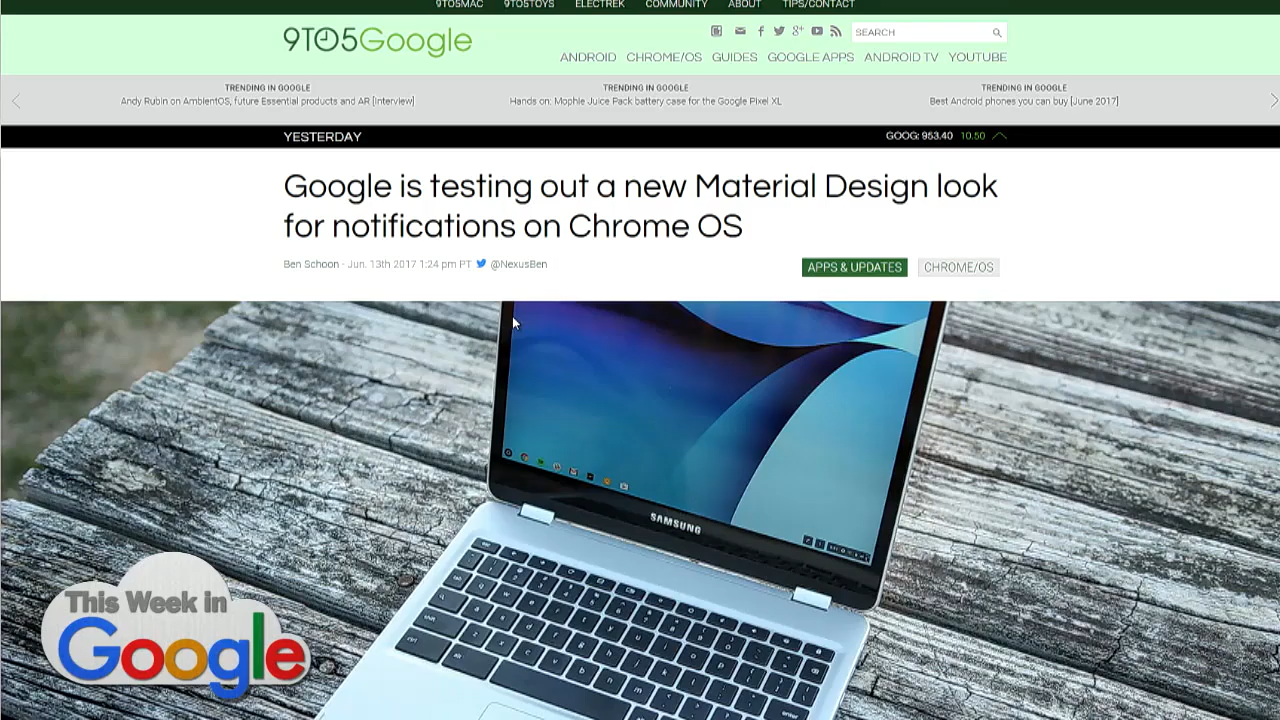 9TO5MAC 9TO5TOYS ELECTREK COMMUNITY ABOUT TIPS/CONTACT
9TO5Google
SEARCH
ANDROID CHROME/OS GUIDES GOOGLE APPS ANDROID TV YOUTUBE
TRENDING IN GOOGLE TRENDING IN GOOGLE TRENDING IN GOOGLE
Andy Rubin on AmbientOS, future Essential products and AR [Interview] Hands on: Mophie Juice Pack battery case for the Google Pixel XL Best Android phones you can buy [June 2017]
YESTERDAY GOOG: 953.40 10.50
Google is testing out a new Material Design look
for notifications on Chrome OS
Ben Schoon - Jun. 13th 2017 1:24 pm PT @NexusBen
APPS & UPDATES CHROME/OS
SAMSUNG
This Week in
Google